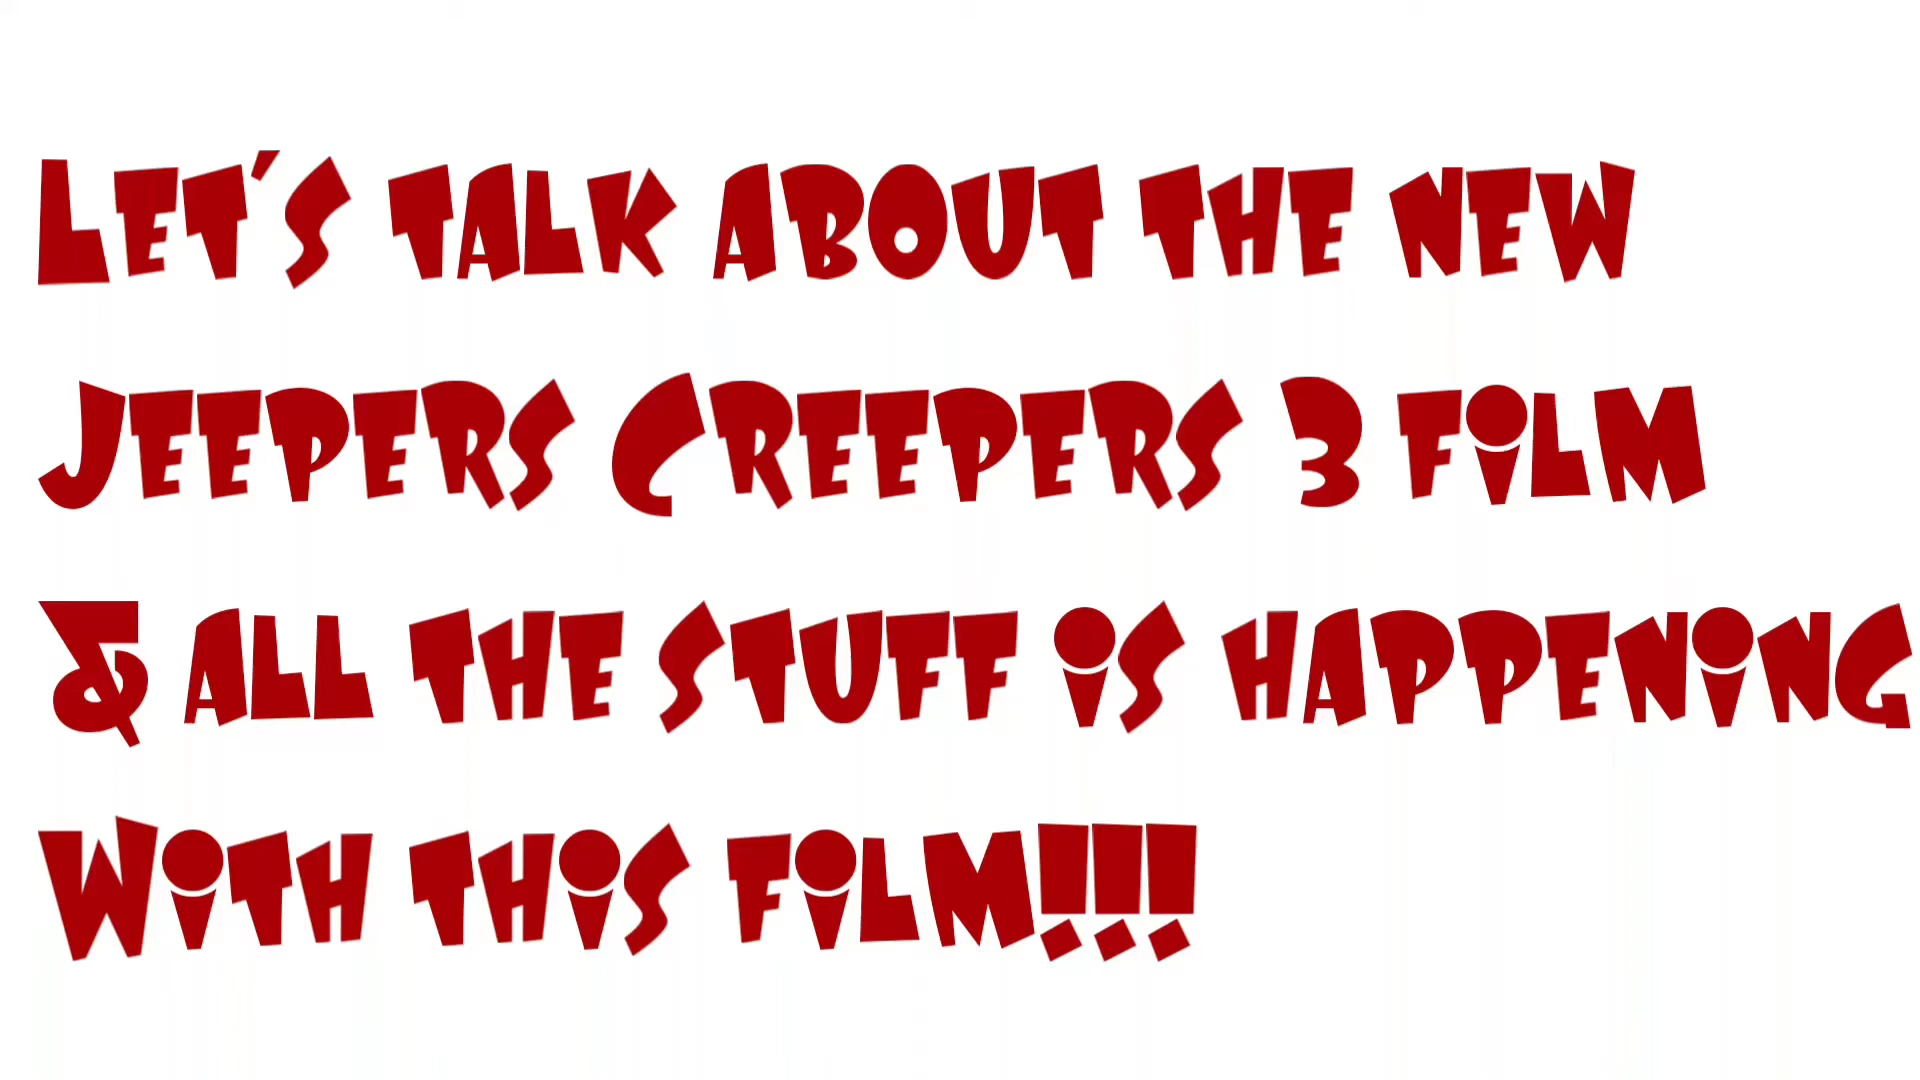 Let's talk about the new
Jeepers Creepers 3 film
& all the stuff is happening
With this film!!!